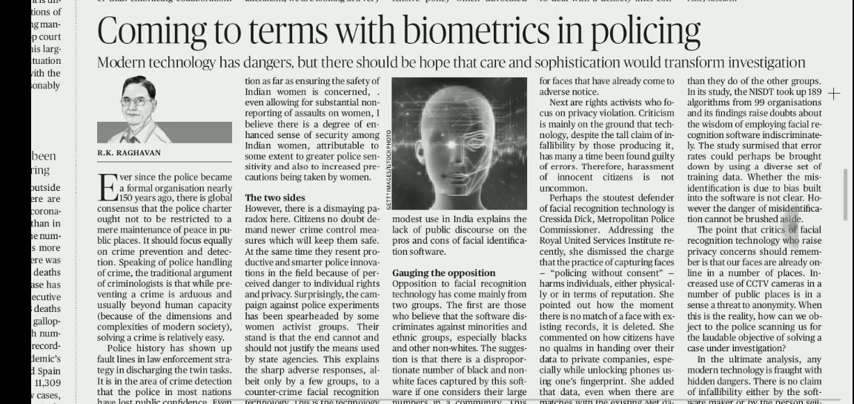 Coming to terms with biometrics in policing
Modern technology has dangers, but there should be hope that care and sophistication would transform investigation
R.K. RAGHAVAN
Ever since the police became
a formal organisation nearly
150 years ago, there is global
consensus that the police charter
ought not to be restricted to a
mere maintenance of peace in pu-
blic places. It should focus equally
on crime prevention and detec-
tion. Speaking of police handling
of crime, the traditional argument
of criminologists is that while pre-
venting a crime is arduous and
usually beyond human capacity
(because of the dimensions and
complexities of modern society),
solving a crime is relatively easy.
Police history has shown up
fault lines in law enforcement stra-
tegy in discharging the twin tasks.
It is in the area of crime detection
that the police in most nations
have lost public confidence. Even
tion as far as ensuring the safety of
Indian women is concerned, .
even allowing for substantial non-
reporting of assaults on women, I
believe there is a degree of en-
hanced sense of security among
Indian women, attributable to
some extent to greater police sen-
sitivity and also to increased pre-
cautions being taken by women.
The two sides
However, there is a dismaying pa-
radox here. Citizens no doubt de-
mand newer crime control mea-
sures which will keep them safe.
At the same time they resent pro-
ductive and smarter police innova-
tions in the field because of per-
ceived danger to individual rights
and privacy. Surprisingly, the cam-
paign against police experiments
has been spearheaded by some
women activist groups. Their
stand is that the end cannot and
should not justify the means used
by state agencies. This explains
the sharp adverse responses, al-
beit only by a few groups, to a
counter-crime facial recognition
technology. This is the technology
GETTY IMAGES/ISTOCKPHOTO
modest use in India explains the
lack of public discourse on the
pros and cons of facial identifica-
tion software.
Gauging the opposition
Opposition to facial recognition
technology has come mainly from
two groups. The first are those
who believe that the software dis-
criminates against minorities and
ethnic groups, especially blacks
and other non-whites. The sugges-
tion is that there is a dispropor-
tionate number of black and non-
white faces captured by this soft-
ware if one considers their large
numbers in a community. This
for faces that have already come to
adverse notice.
Next are rights activists who fo-
cus on privacy violation. Criticism
is mainly on the ground that tech-
nology, despite the tall claim of in-
fallibility by those producing it,
has many a time been found guilty
of errors. Therefore, harassment
of innocent citizens is not
uncommon.
Perhaps the stoutest defender
of facial recognition technology is
Cressida Dick, Metropolitan Police
Commissioner. Addressing the
Royal United Services Institute re-
cently, she dismissed the charge
that the practice of capturing faces
– “policing without consent” –
harms individuals, either physical-
ly or in terms of reputation. She
pointed out how the moment
there is no match of a face with ex-
isting records, it is deleted. She
commented on how citizens have
no qualms in handing over their
data to private companies, espe-
cially while unlocking phones us-
ing one’s fingerprint. She added
that data, even when there are
matches with the existing Met da-
than they do of the other groups.
In its study, the NISDT took up 189
algorithms from 99 organisations
and its findings raise doubts about
the wisdom of employing facial re-
cognition software indiscriminate-
ly. The study surmised that error
rates could perhaps be brought
down by using a diverse set of
training data. Whether the mis-
identification is due to bias built
into the software is not clear. Ho-
wever the danger of misidentifica-
tion cannot be brushed aside.
The point that critics of facial
recognition technology who raise
privacy concerns should remem-
ber is that our faces are already on-
line in a number of places. In-
creased use of CCTV cameras in a
number of public places is in a
sense a threat to anonymity. When
this is the reality, how can we ob-
ject to the police scanning us for
the laudable objective of solving a
case under investigation?
In the ultimate analysis, any
modern technology is fraught with
hidden dangers. There is no claim
of infallibility either by the soft-